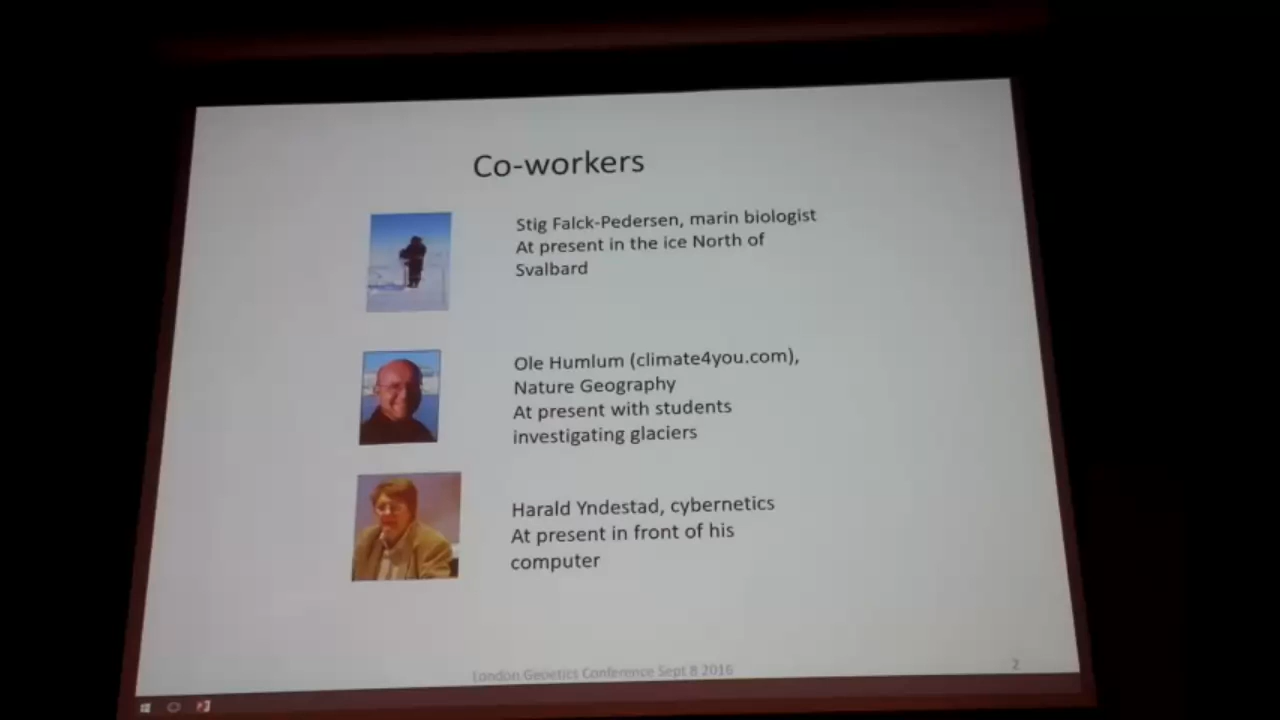 Co-workers
Stig Falck-Pedersen, marin biologist
At present in the ice North of
Svalbard
Ole Humlum (climate4you.com),
Nature Geography
At present with students
investigating glaciers
Harald Yndestad, cybernetics
At present in front of his
computer
London Geoetics Conference Sept 8 2016
2